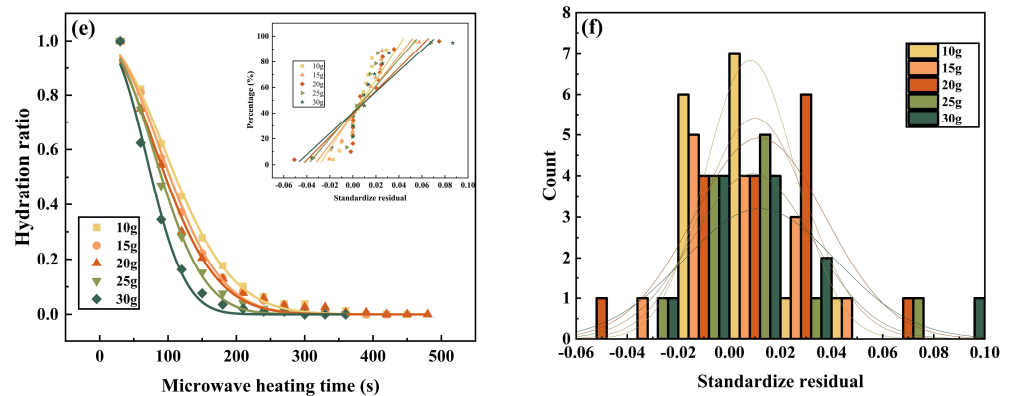 (e)
Hydration ratio
1.0
0.8
0.6
0.4
0.2
0.0
0 100 200 300 400 500
Microwave heating time (s)
10g
15g
20g
25g
30g
Percentage (%)
100
80
60
40
20
0
-0.06 -0.04 -0.02 0.00 0.02 0.04 0.06 0.08 0.10
Standardize residual
10g
15g
20g
25g
30g
(f)
Count
8
7
6
5
4
3
2
1
0
-0.06 -0.04 -0.02 0.00 0.02 0.04 0.06 0.08 0.10
Standardize residual
10g
15g
20g
25g
30g